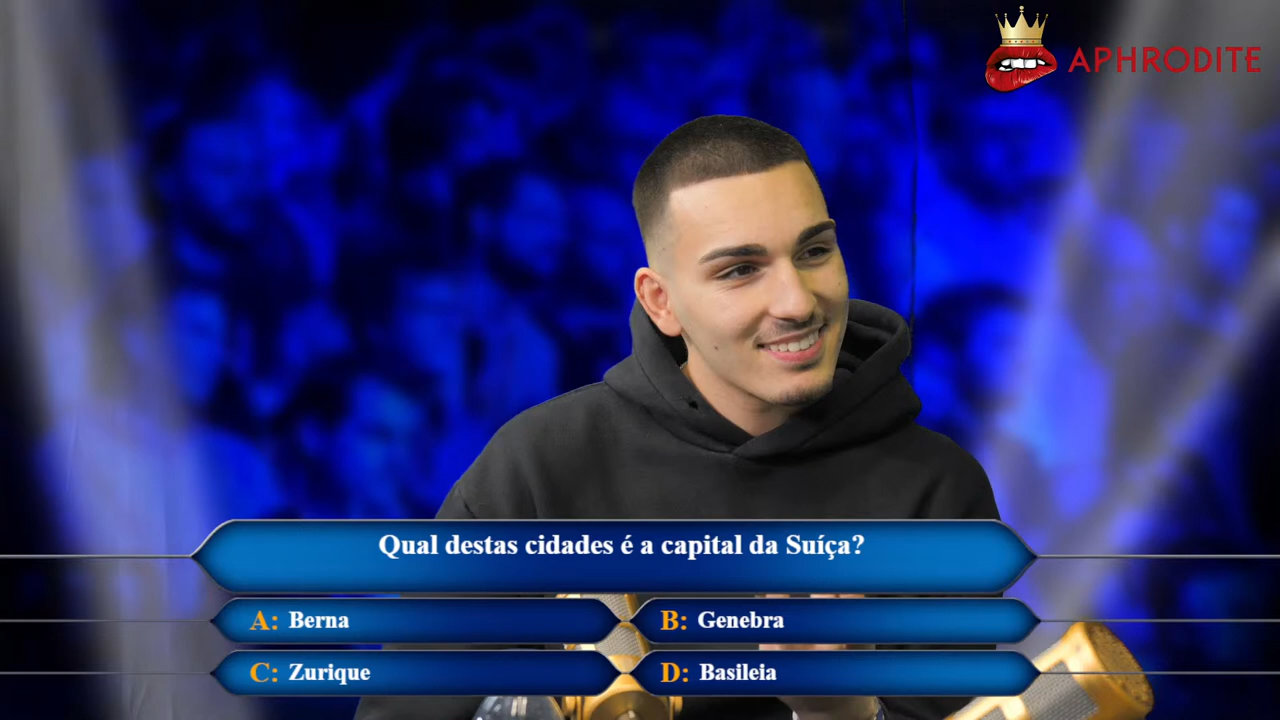 APHRODITE
Qual destas cidades é a capital da Suíça?
A: Berna
B: Genebra
C: Zurique
D: Basileia